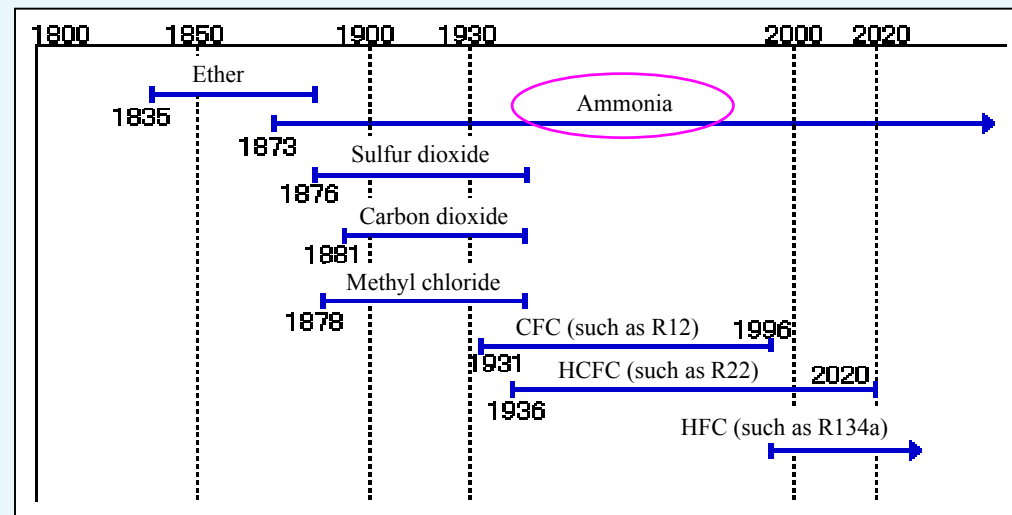 1800 1850 1900 1930 2000 2020
Ether
1835
Ammonia
1873
Sulfur dioxide
1876
Carbon dioxide
1881
Methyl chloride
1878
CFC (such as R12) 1996
1931
HCFC (such as R22) 2020
1936
HFC (such as R134a)